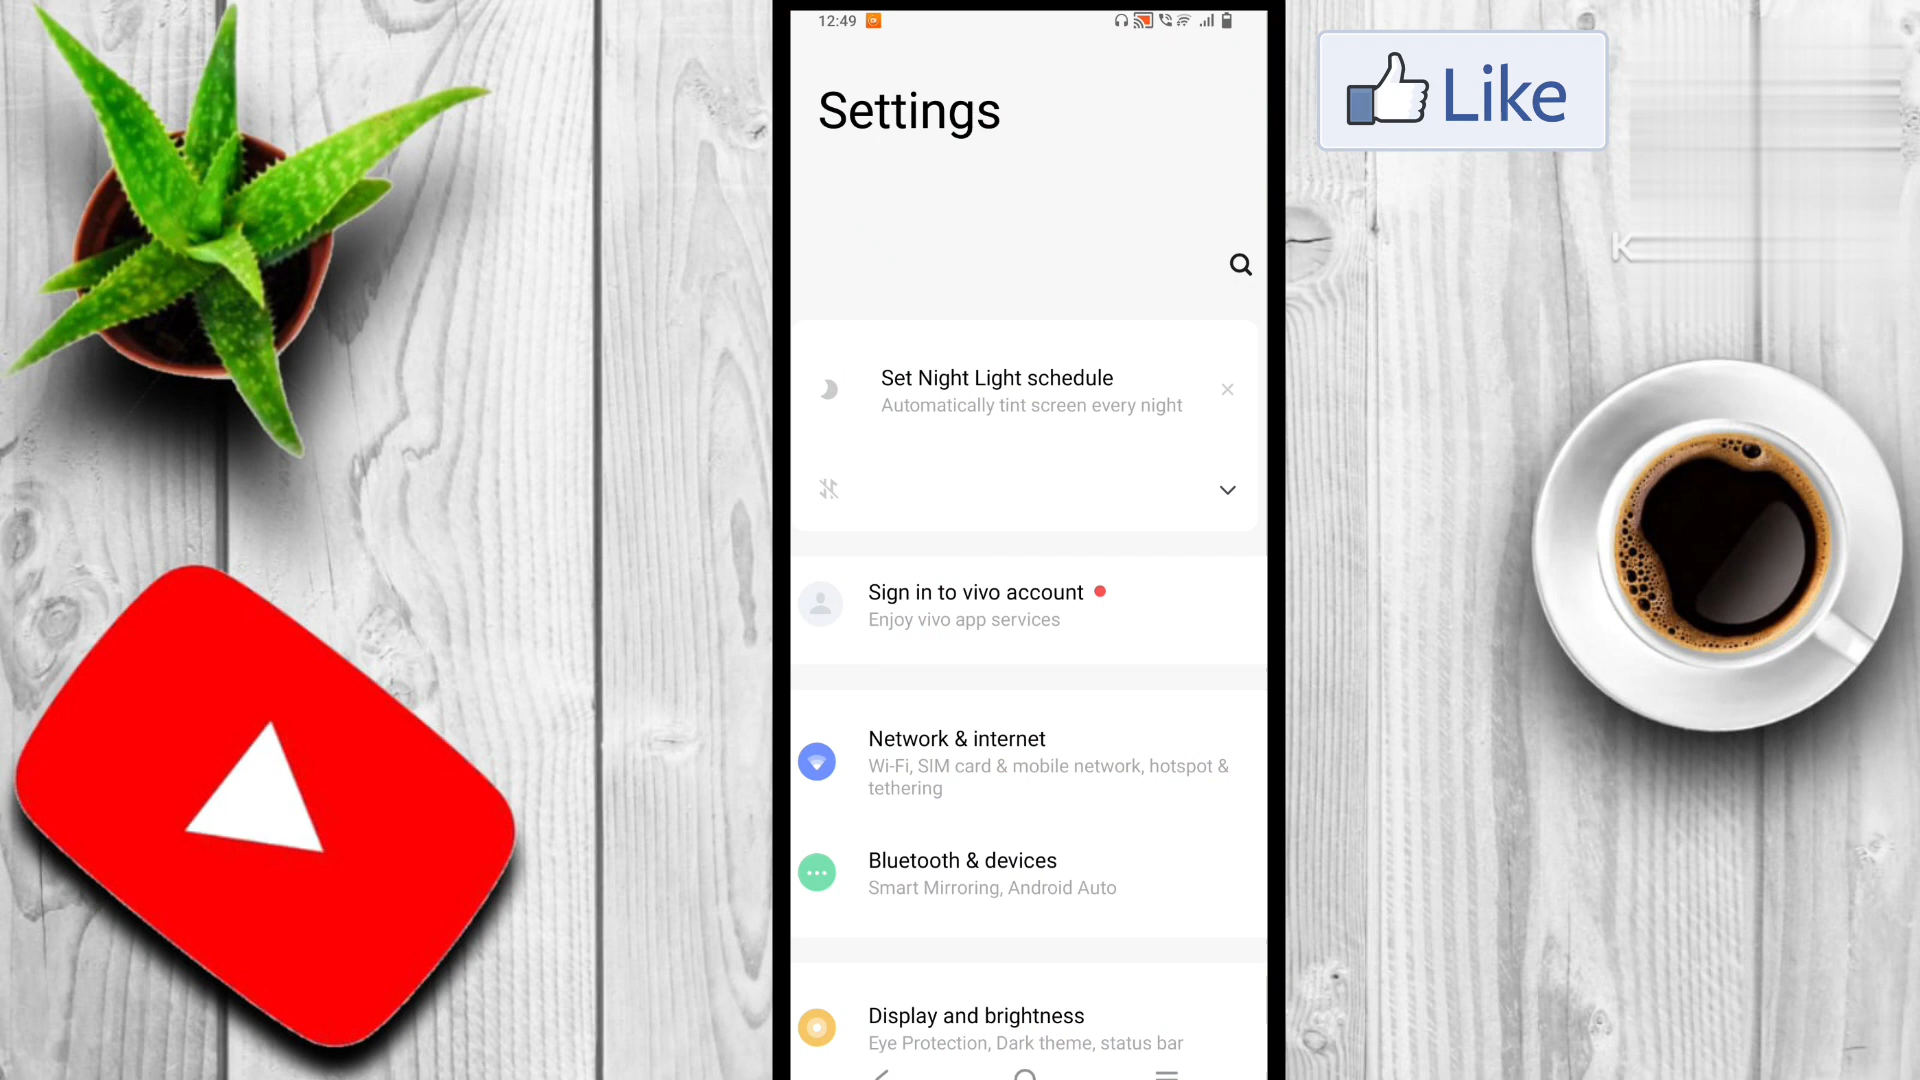 12:49
Settings
Like
K
Set Night Light schedule
Automatically tint screen every night
Sign in to vivo account
Enjoy vivo app services
Network & internet
Wi-Fi, SIM card & mobile network, hotspot &
tethering
Bluetooth & devices
Smart Mirroring, Android Auto
Display and brightness
Eye Protection, Dark theme, status bar